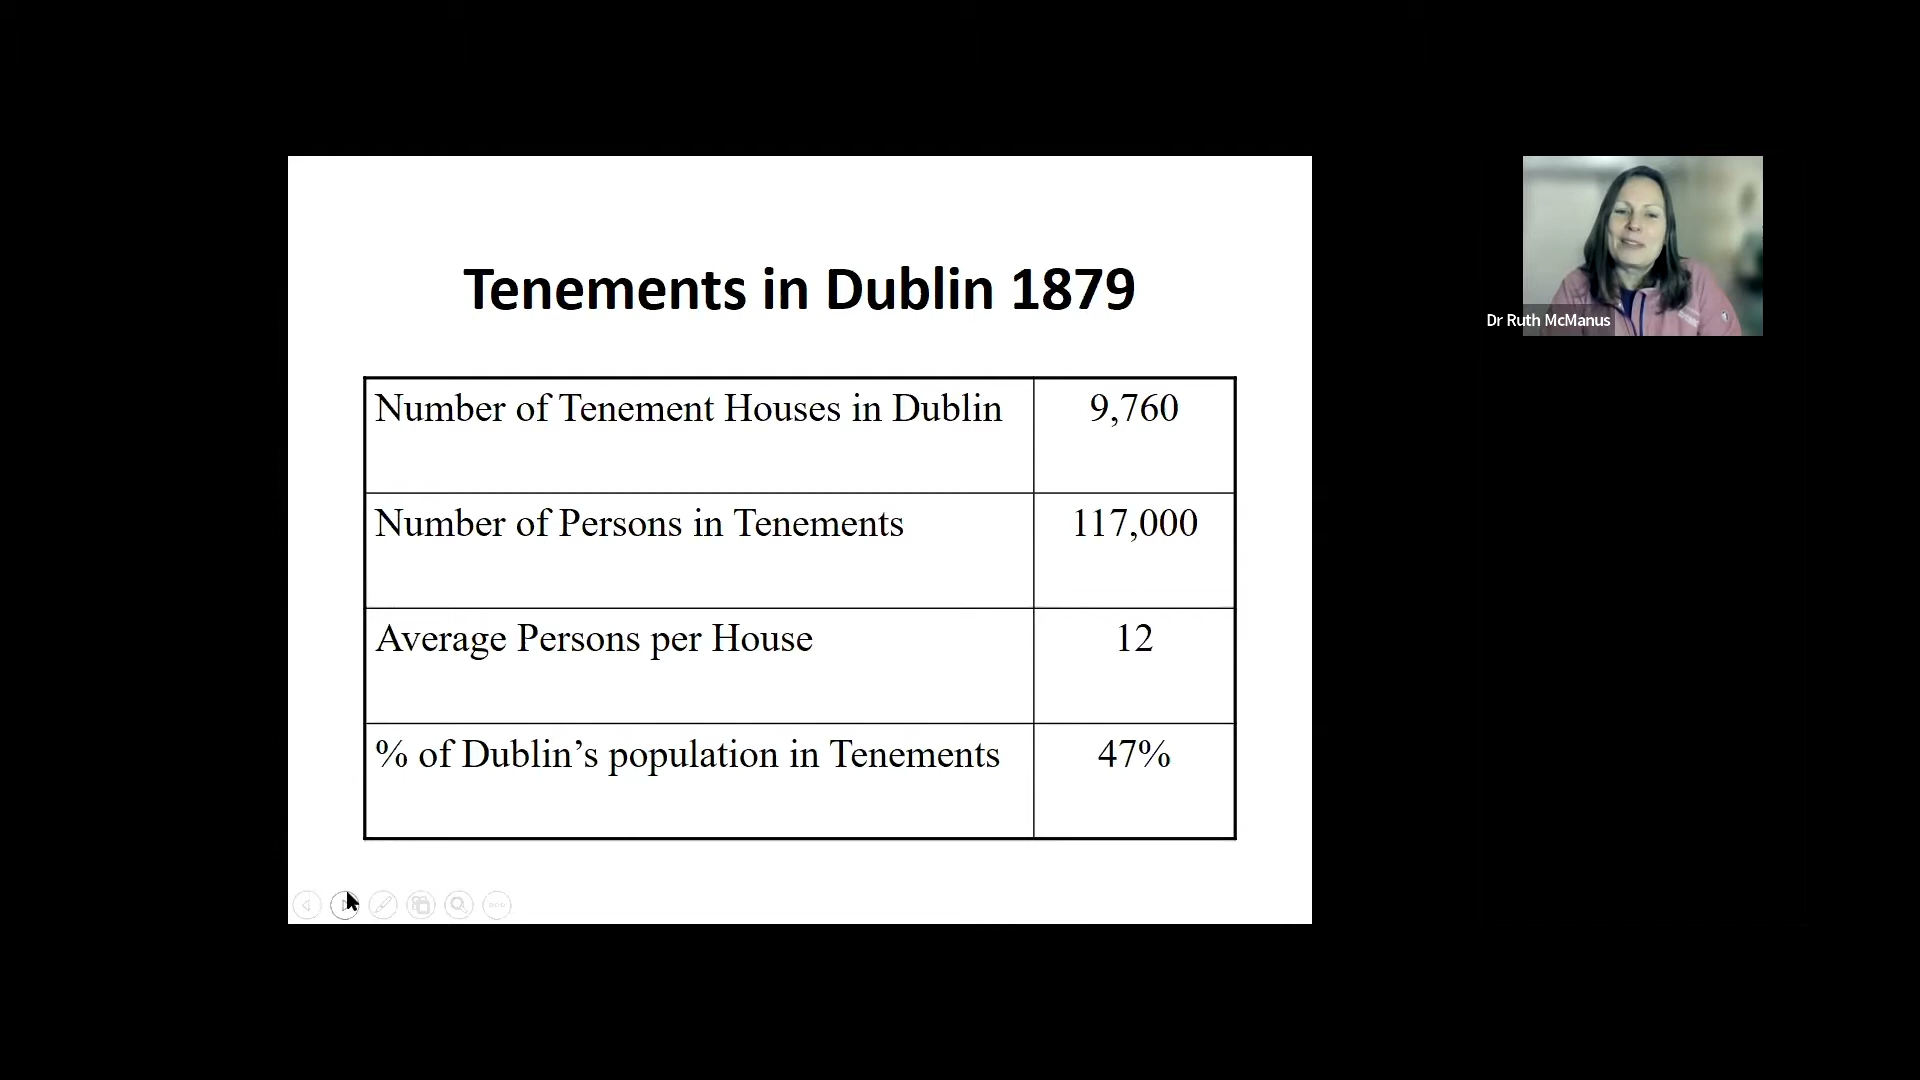 Tenements in Dublin 1879
Number of Tenement Houses in Dublin 9,760
Number of Persons in Tenements 117,000
Average Persons per House 12
% of Dublin’s population in Tenements 47%
Dr Ruth McManus